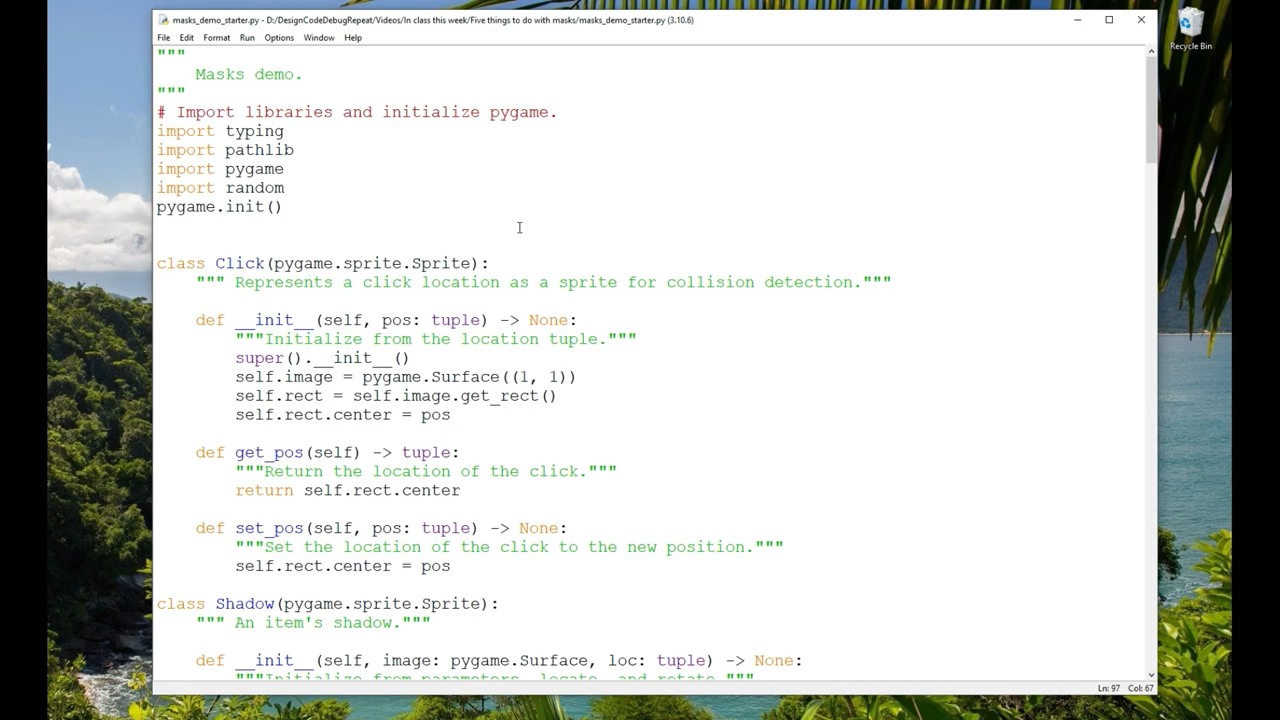 masks_demo_starter.py - D:/DesignCodeDebugRepeat/Videos/In class this week/Five things to do with masks/masks_demo_starter.py (3.10.6)
Recycle Bin
File Edit Format Run Options Window Help
"""
    Masks demo.
"""
# Import libraries and initialize pygame.
import typing
import pathlib
import pygame
import random
pygame.init()
class Click(pygame.sprite.Sprite):
    """ Represents a click location as a sprite for collision detection."""
    def __init__(self, pos: tuple) -> None:
        """Initialize from the location tuple."""
        super().__init__()
        self.image = pygame.Surface((1, 1))
        self.rect = self.image.get_rect()
        self.rect.center = pos
    def get_pos(self) -> tuple:
        """Return the location of the click."""
        return self.rect.center
    def set_pos(self, pos: tuple) -> None:
        """Set the location of the click to the new position."""
        self.rect.center = pos
class Shadow(pygame.sprite.Sprite):
    """ An item's shadow."""
    def __init__(self, image: pygame.Surface, loc: tuple) -> None:
        """Initialize from parameters, locate, and rotate."""
Ln: 97 Col: 67